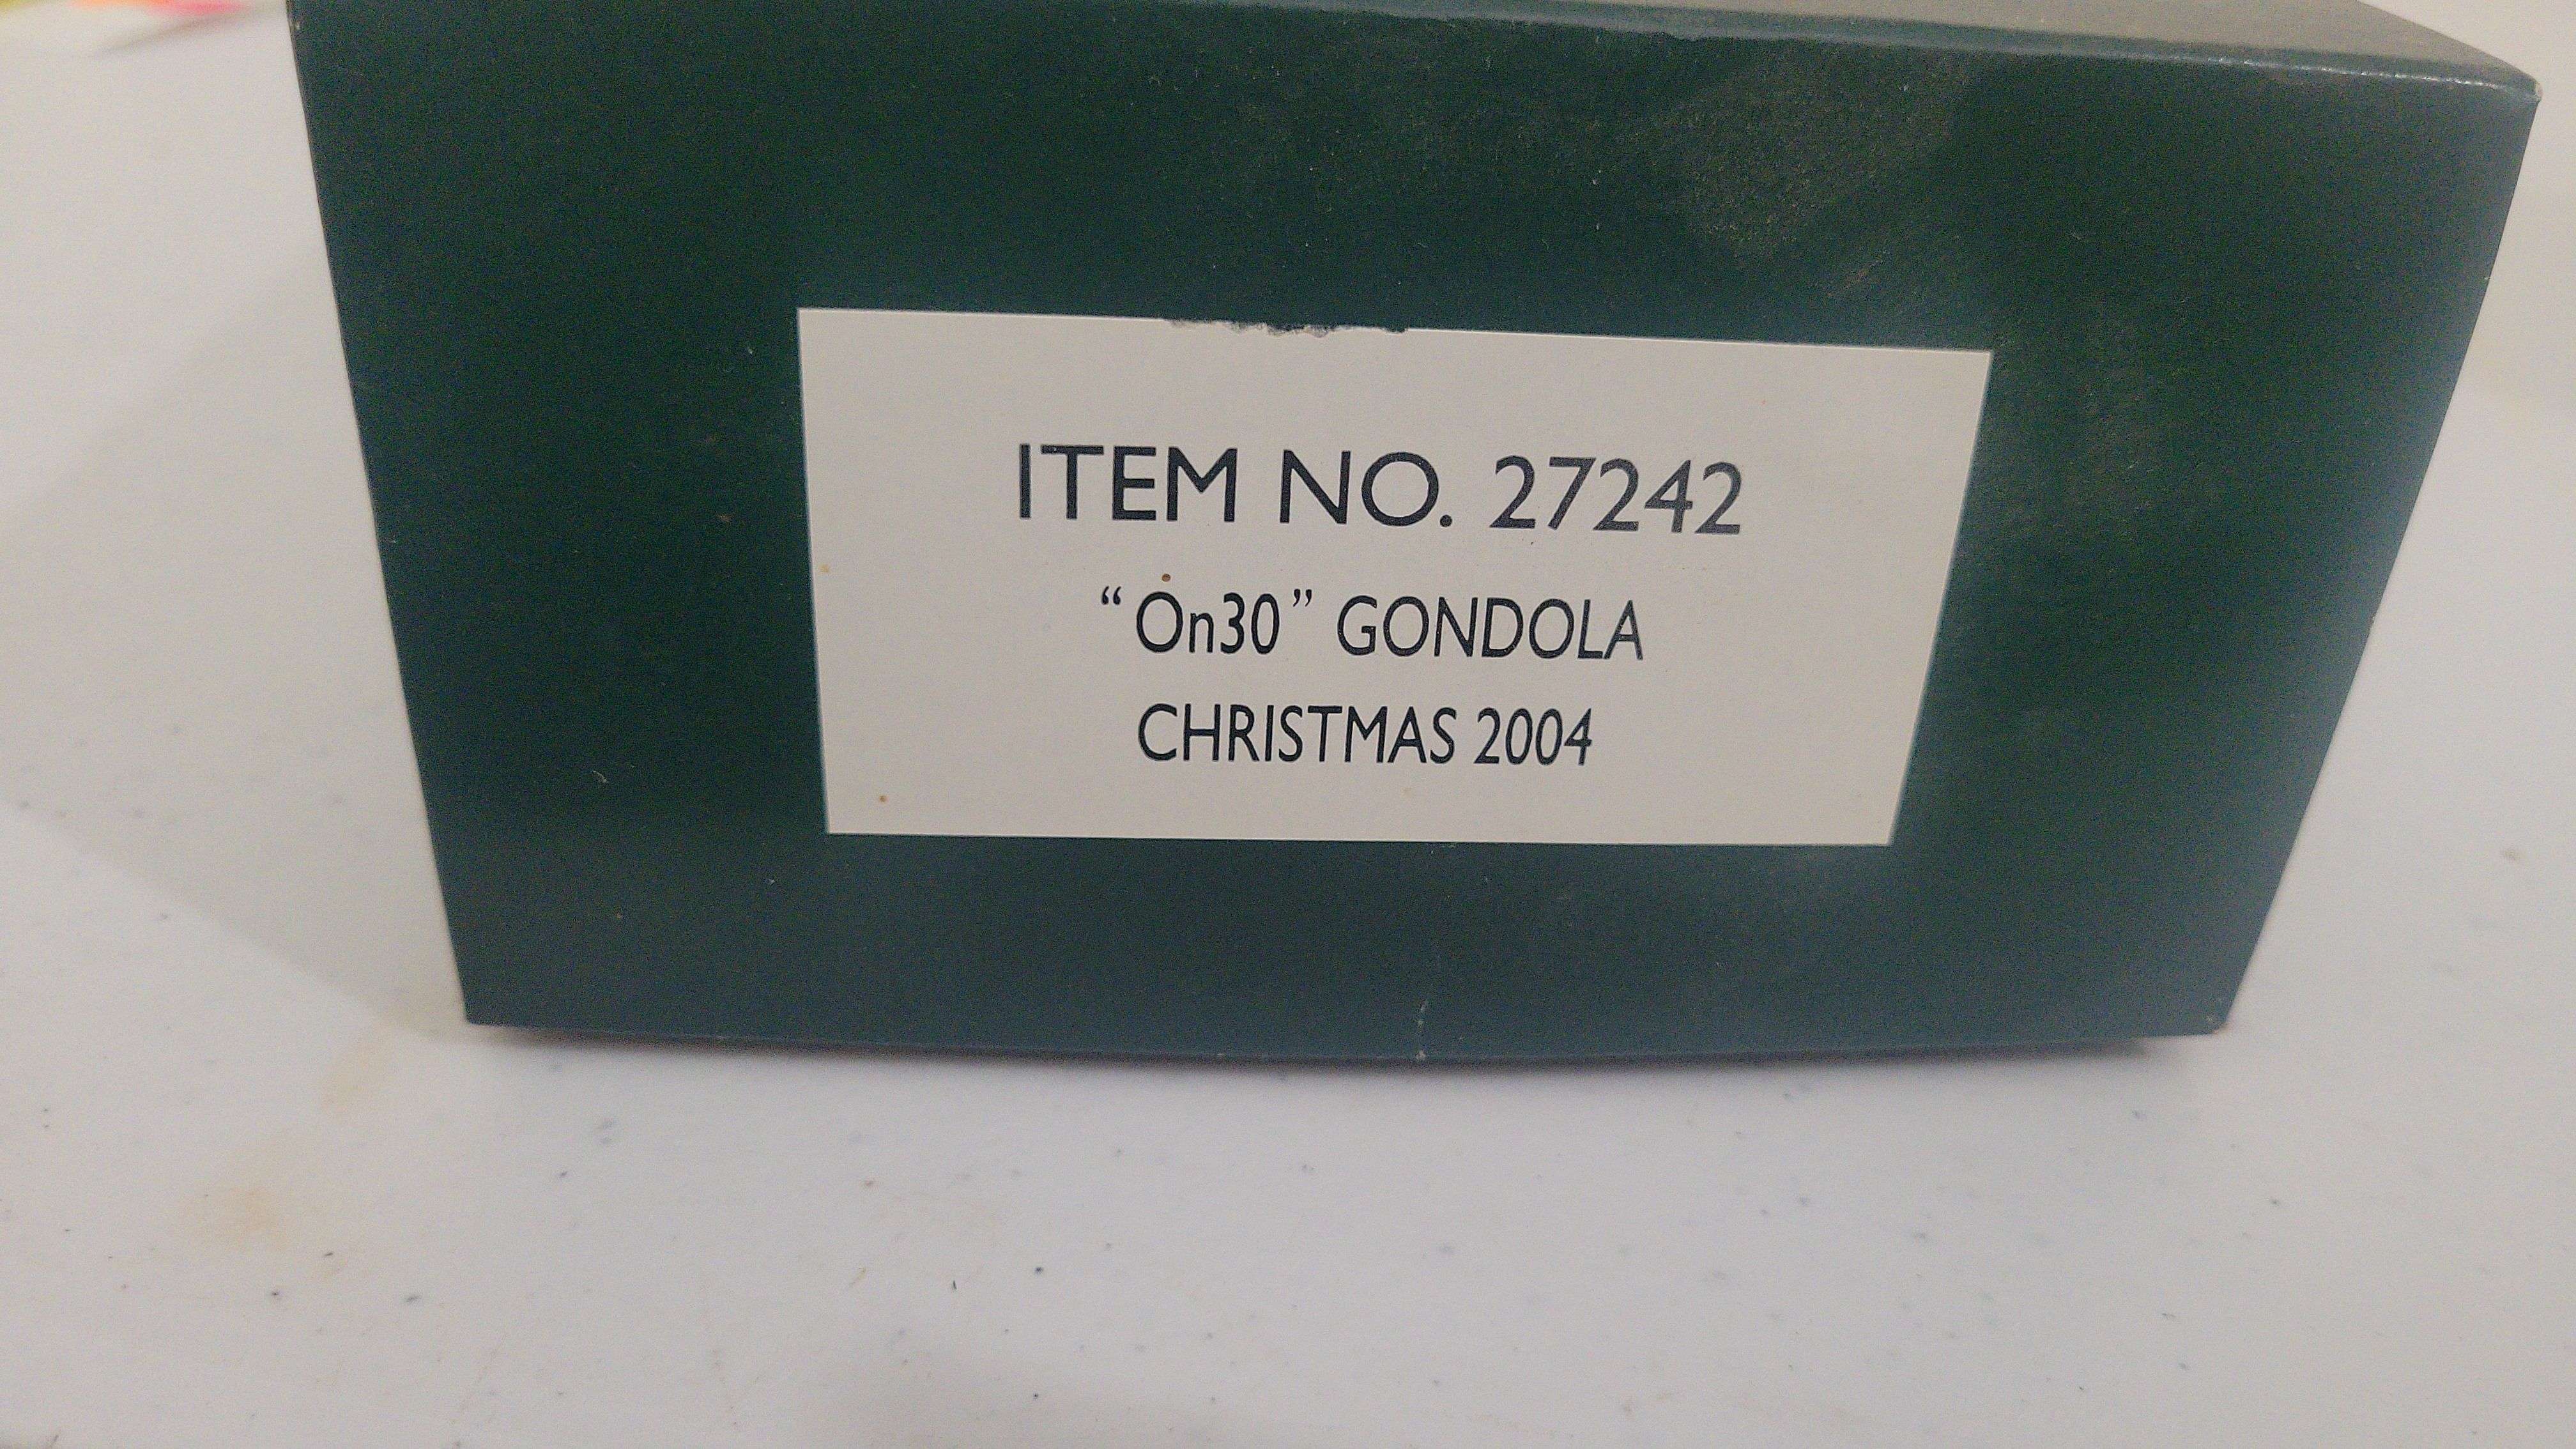 ITEM NO. 27242
“On30” GONDOLA
CHRISTMAS 2004